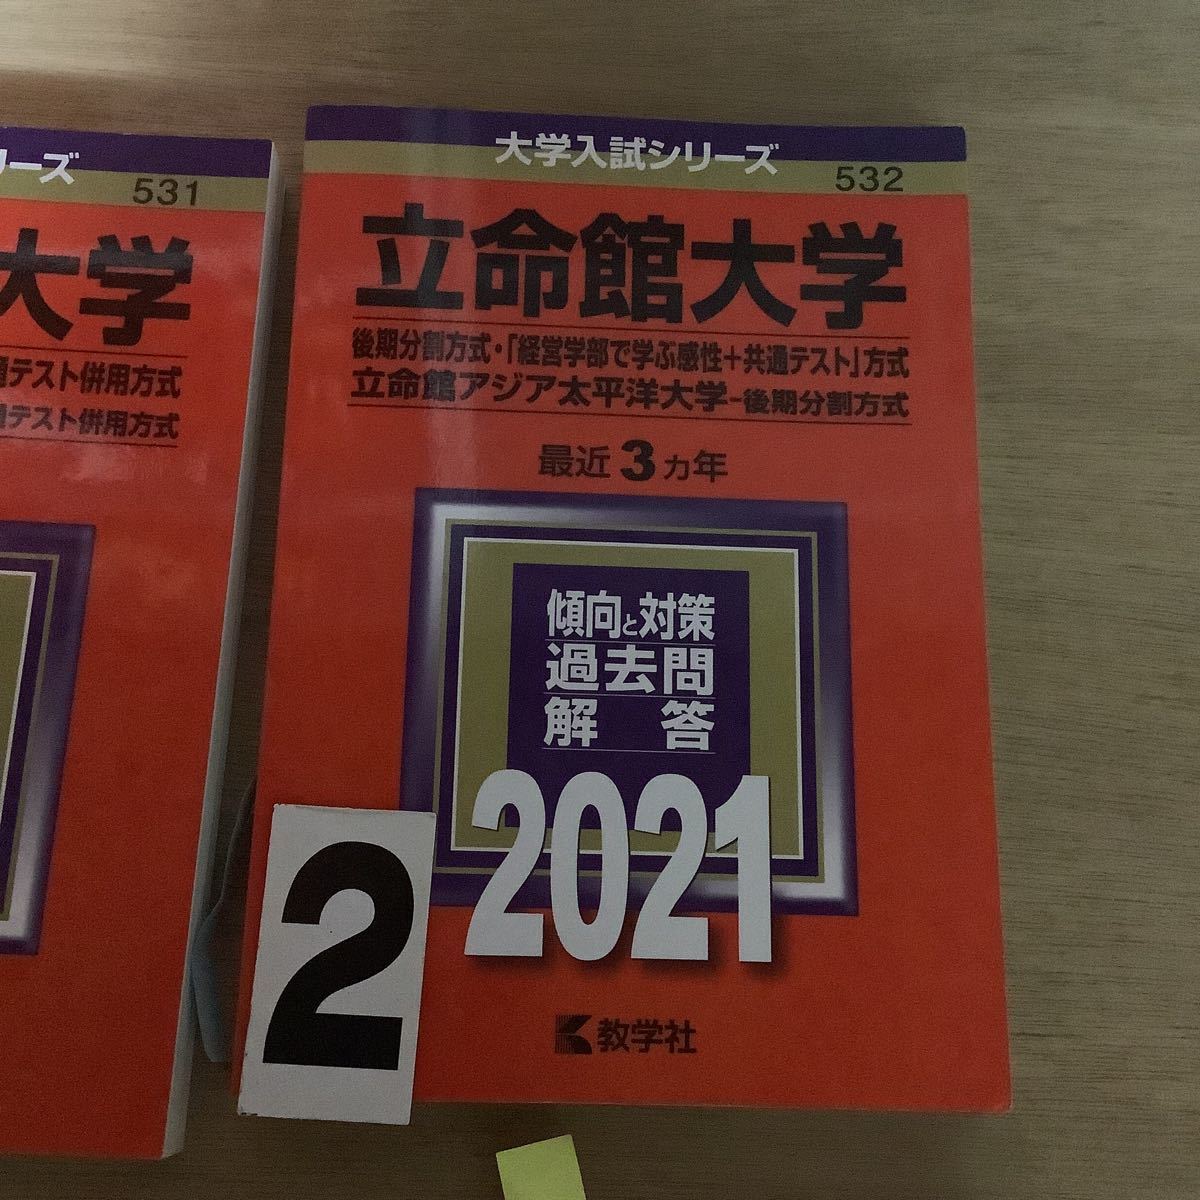 リーズ
531
大学
通テスト併用方式
通テスト併用方式
大学入試シリーズ
532
立命館大学
後期分割方式・「経営学部で学ぶ感性＋共通テスト」方式
立命館アジア太平洋大学-後期分割方式
最近3カ年
傾向と対策
過去問
解答
2021
教学社
2